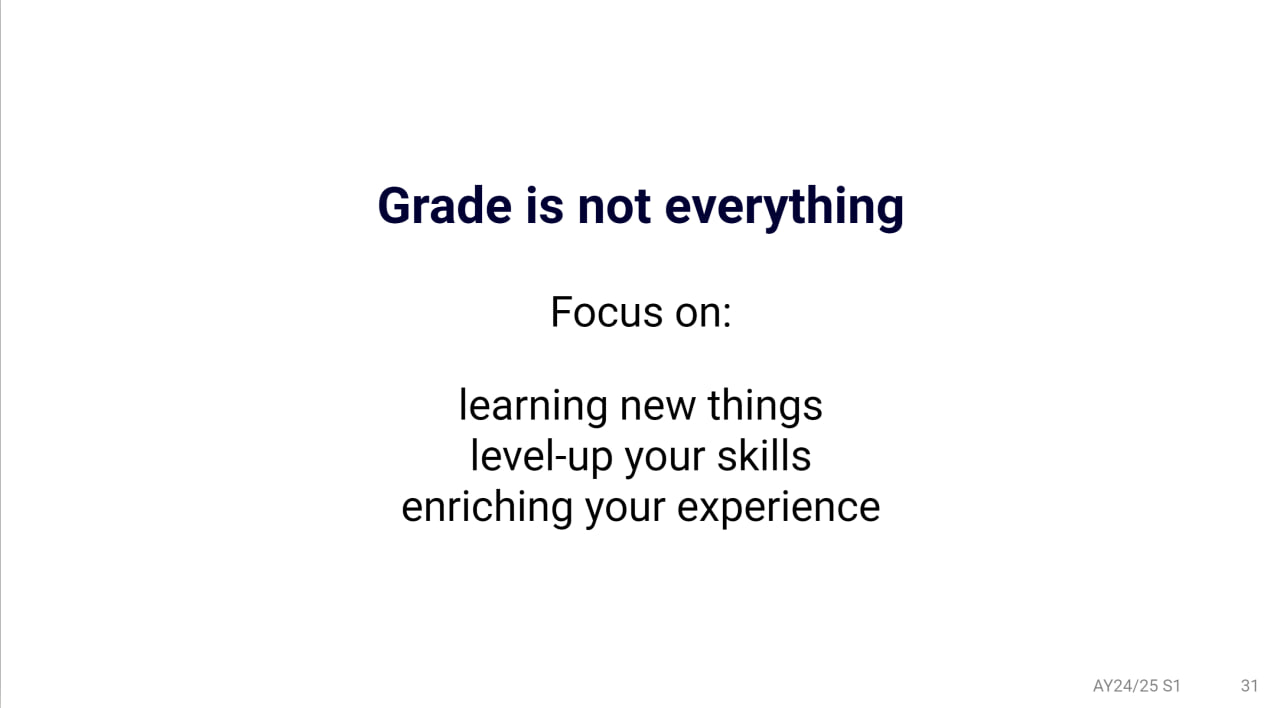 Grade is not everything
Focus on:
learning new things
level-up your skills
enriching your experience
AY24/25 S1
31